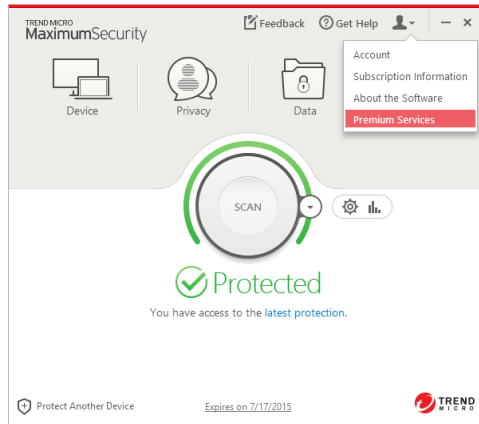 TREND MICRO
MaximumSecurity
Feedback
Get Help
Account
Subscription Information
About the Software
Premium Services
Device
Privacy
Data
SCAN
Protected
You have access to the latest protection.
Protect Another Device
Expires on 7/17/2015
TREND
MICRO